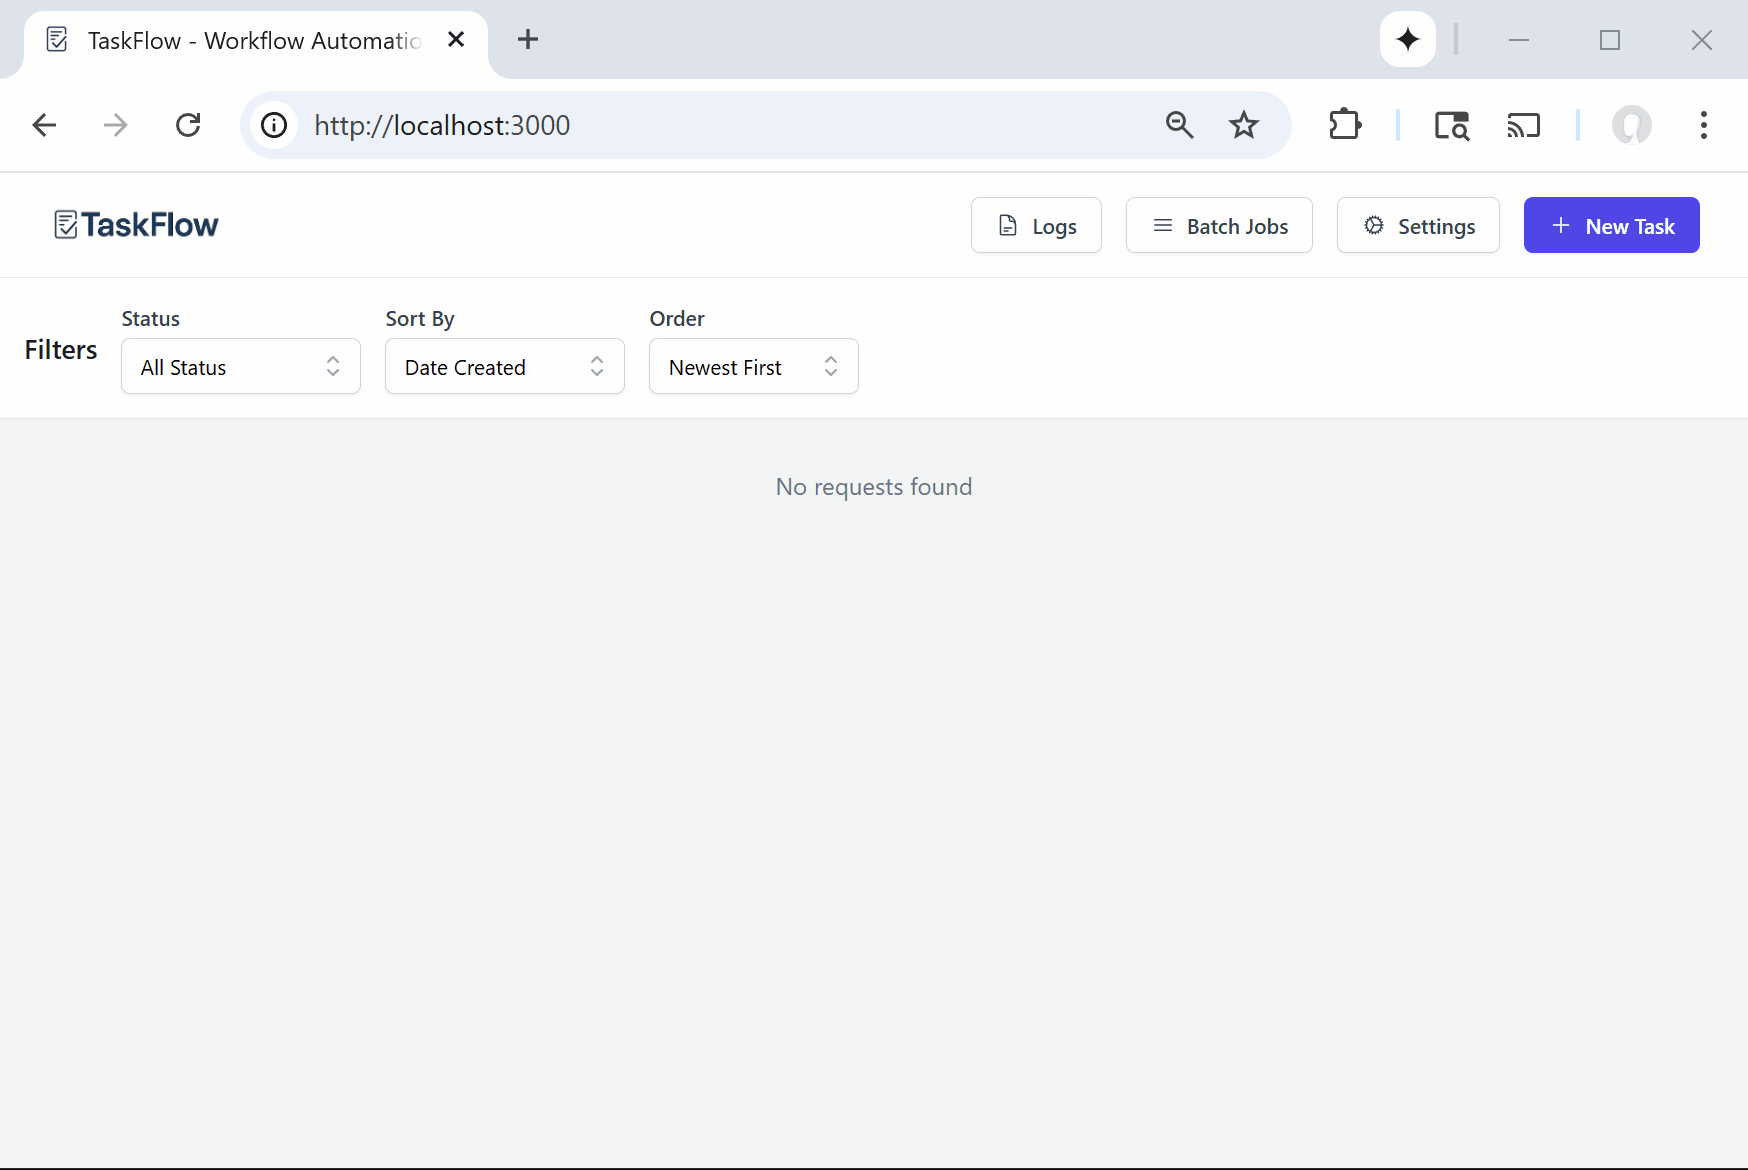 TaskFlow - Workflow Automatio
http://localhost:3000
TaskFlow
Logs
Batch Jobs
Settings
New Task
Filters
Status
All Status
Sort By
Date Created
Order
Newest First
No requests found